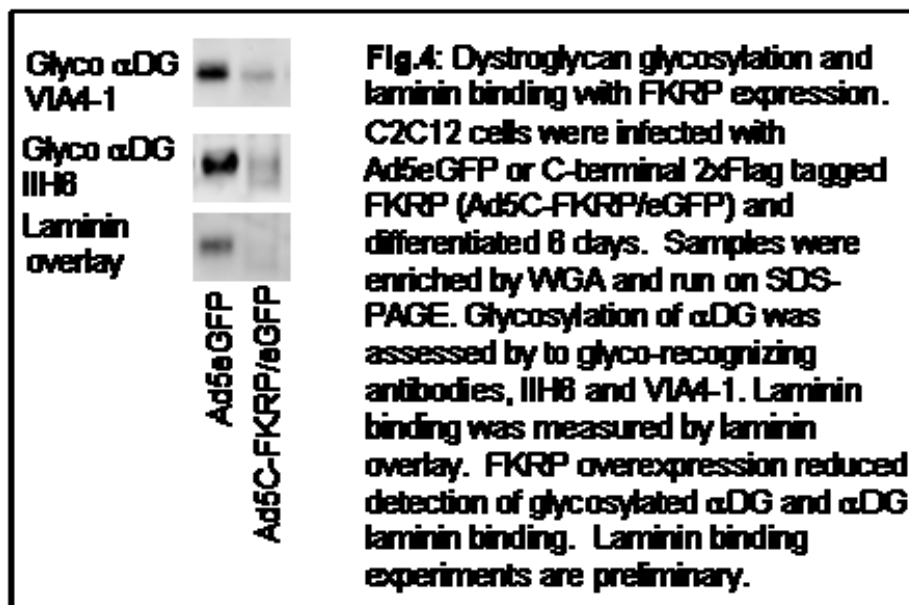 Glyco αDG
VIA4-1
Glyco αDG
IIH6
Laminin
overlay
Ad5eGFP
Ad5C-FKRP/eGFP
Fig.4: Dystroglycan glycosylation and
laminin binding with FKRP expression.
C2C12 cells were infected with
Ad5eGFP or C-terminal 2xFlag tagged
FKRP (Ad5C-FKRP/eGFP) and
differentiated 6 days. Samples were
enriched by WGA and run on SDS-
PAGE. Glycosylation of αDG was
assessed by to glyco-recognizing
antibodies, IIH6 and VIA4-1. Laminin
binding was measured by laminin
overlay. FKRP overexpression reduced
detection of glycosylated αDG and αDG
laminin binding. Laminin binding
experiments are preliminary.